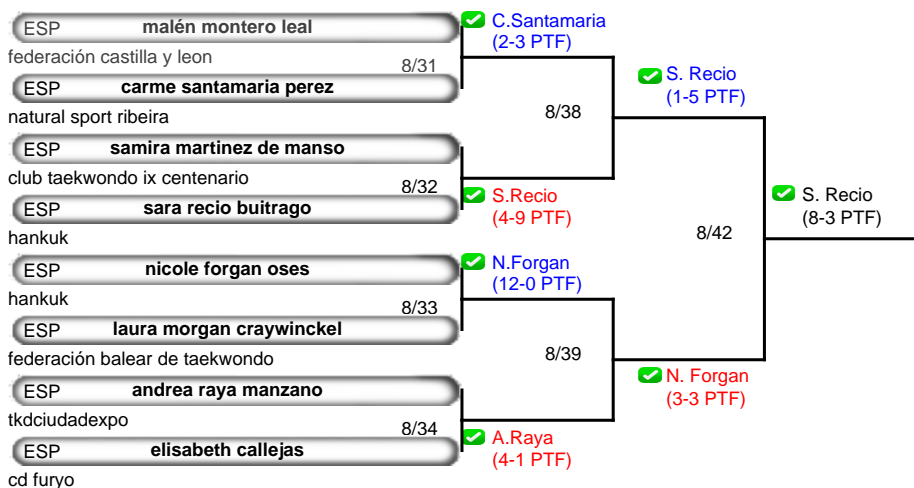 ESP malén montero leal
federación castilla y leon
8/31
ESP carme santamaria perez
natural sport ribeira
ESP samira martinez de manso
club taekwondo ix centenario
8/32
ESP sara recio buitrago
hankuk
ESP nicole forgan oses
hankuk
8/33
ESP laura morgan craywinckel
federación balear de taekwondo
ESP andrea raya manzano
tkdciudadexpo
8/34
ESP elisabeth callejas
cd furyo
C.Santamaria
(2-3 PTF)
8/38
S.Recio
(4-9 PTF)
N.Forgan
(12-0 PTF)
8/39
A.Raya
(4-1 PTF)
S. Recio
(1-5 PTF)
8/42
N. Forgan
(3-3 PTF)
S. Recio
(8-3 PTF)